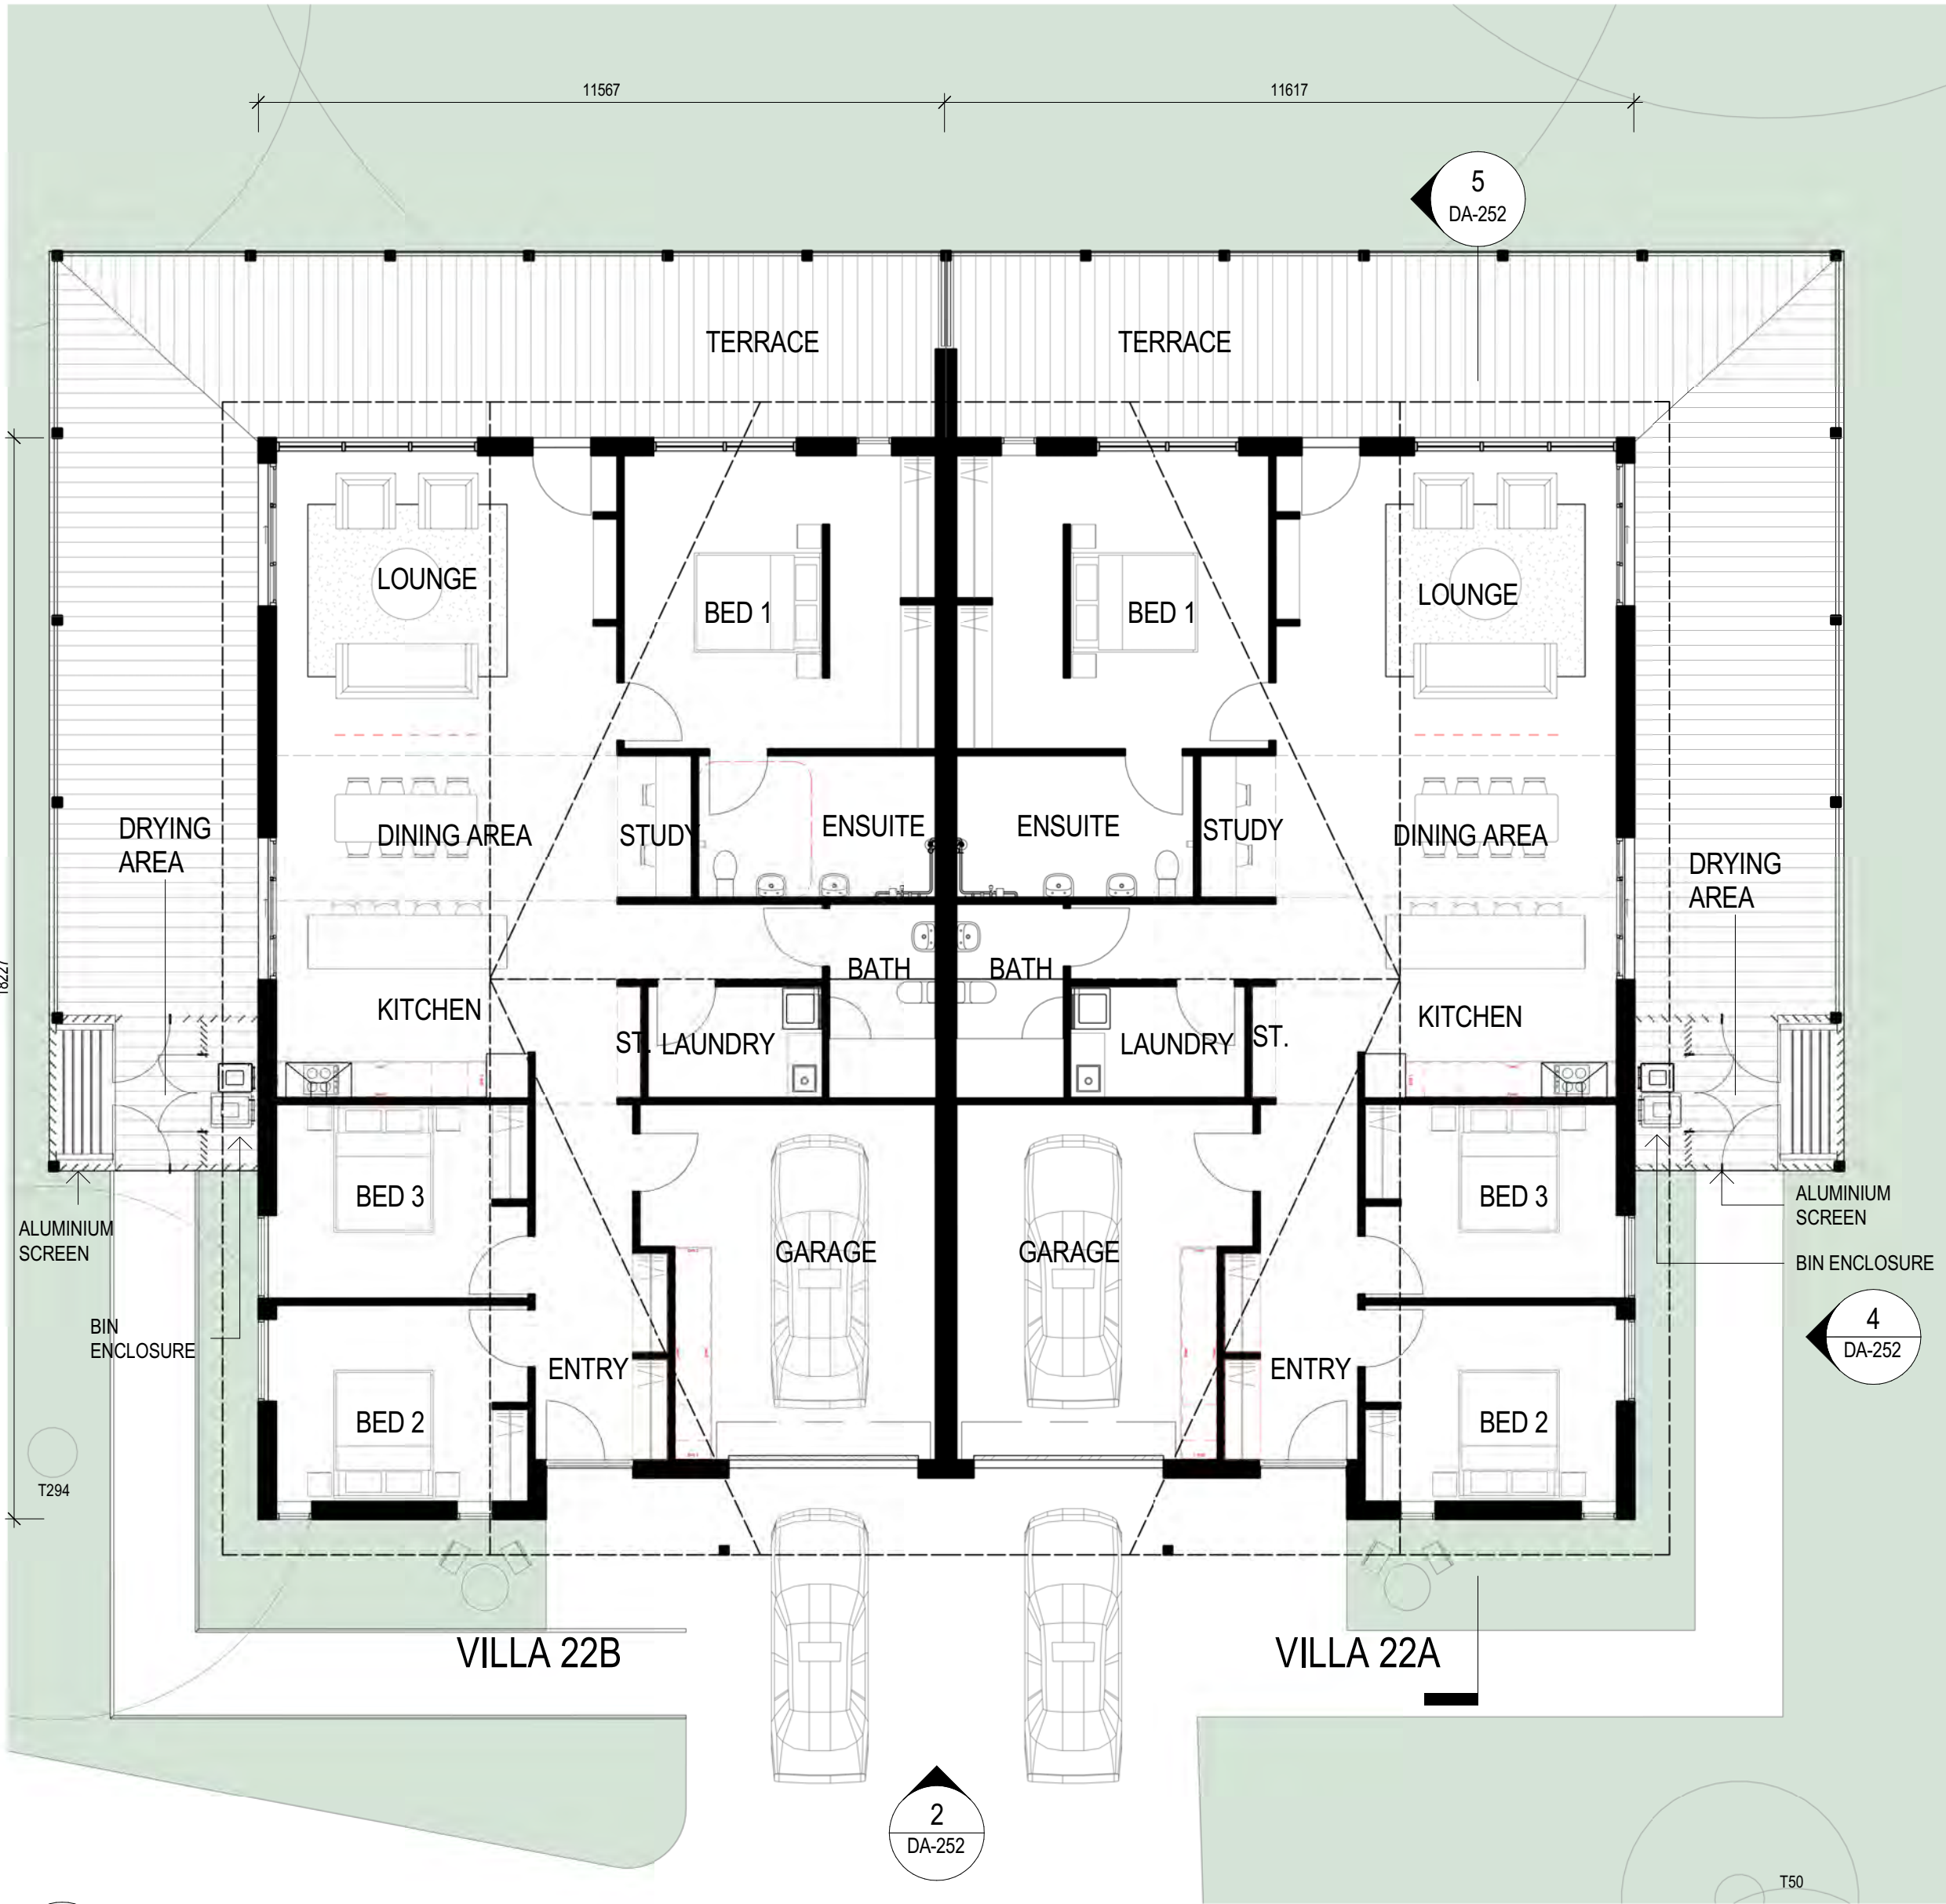 11567
11617
5
DA-252
TERRACE
TERRACE
LOUNGE
BED 1
BED 1
LOUNGE
DRYING
AREA
DINING AREA
STUDY
ENSUITE
ENSUITE
STUDY
DINING AREA
DRYING
AREA
18227
BATH
BATH
KITCHEN
KITCHEN
ST.
LAUNDRY
LAUNDRY
ST.
BED 3
BED 3
ALUMINIUM
SCREEN
ALUMINIUM
SCREEN
GARAGE
GARAGE
BIN ENCLOSURE
BIN
ENCLOSURE
4
DA-252
ENTRY
ENTRY
BED 2
BED 2
T294
VILLA 22B
VILLA 22A
2
DA-252
T50